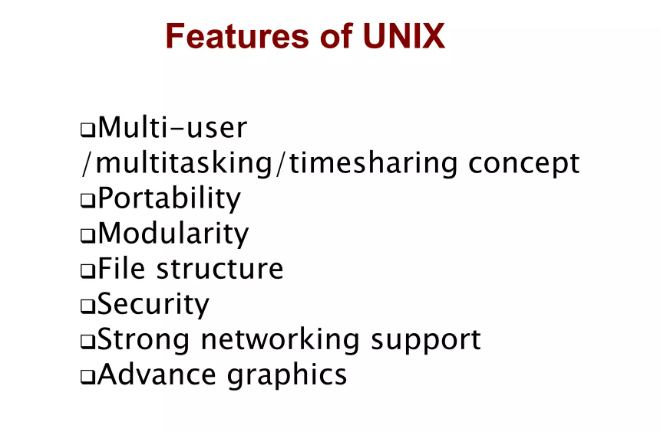 Features of UNIX
❑Multi-user
/multitasking/timesharing concept
❑Portability
❑Modularity
❑File structure
❑Security
❑Strong networking support
❑Advance graphics